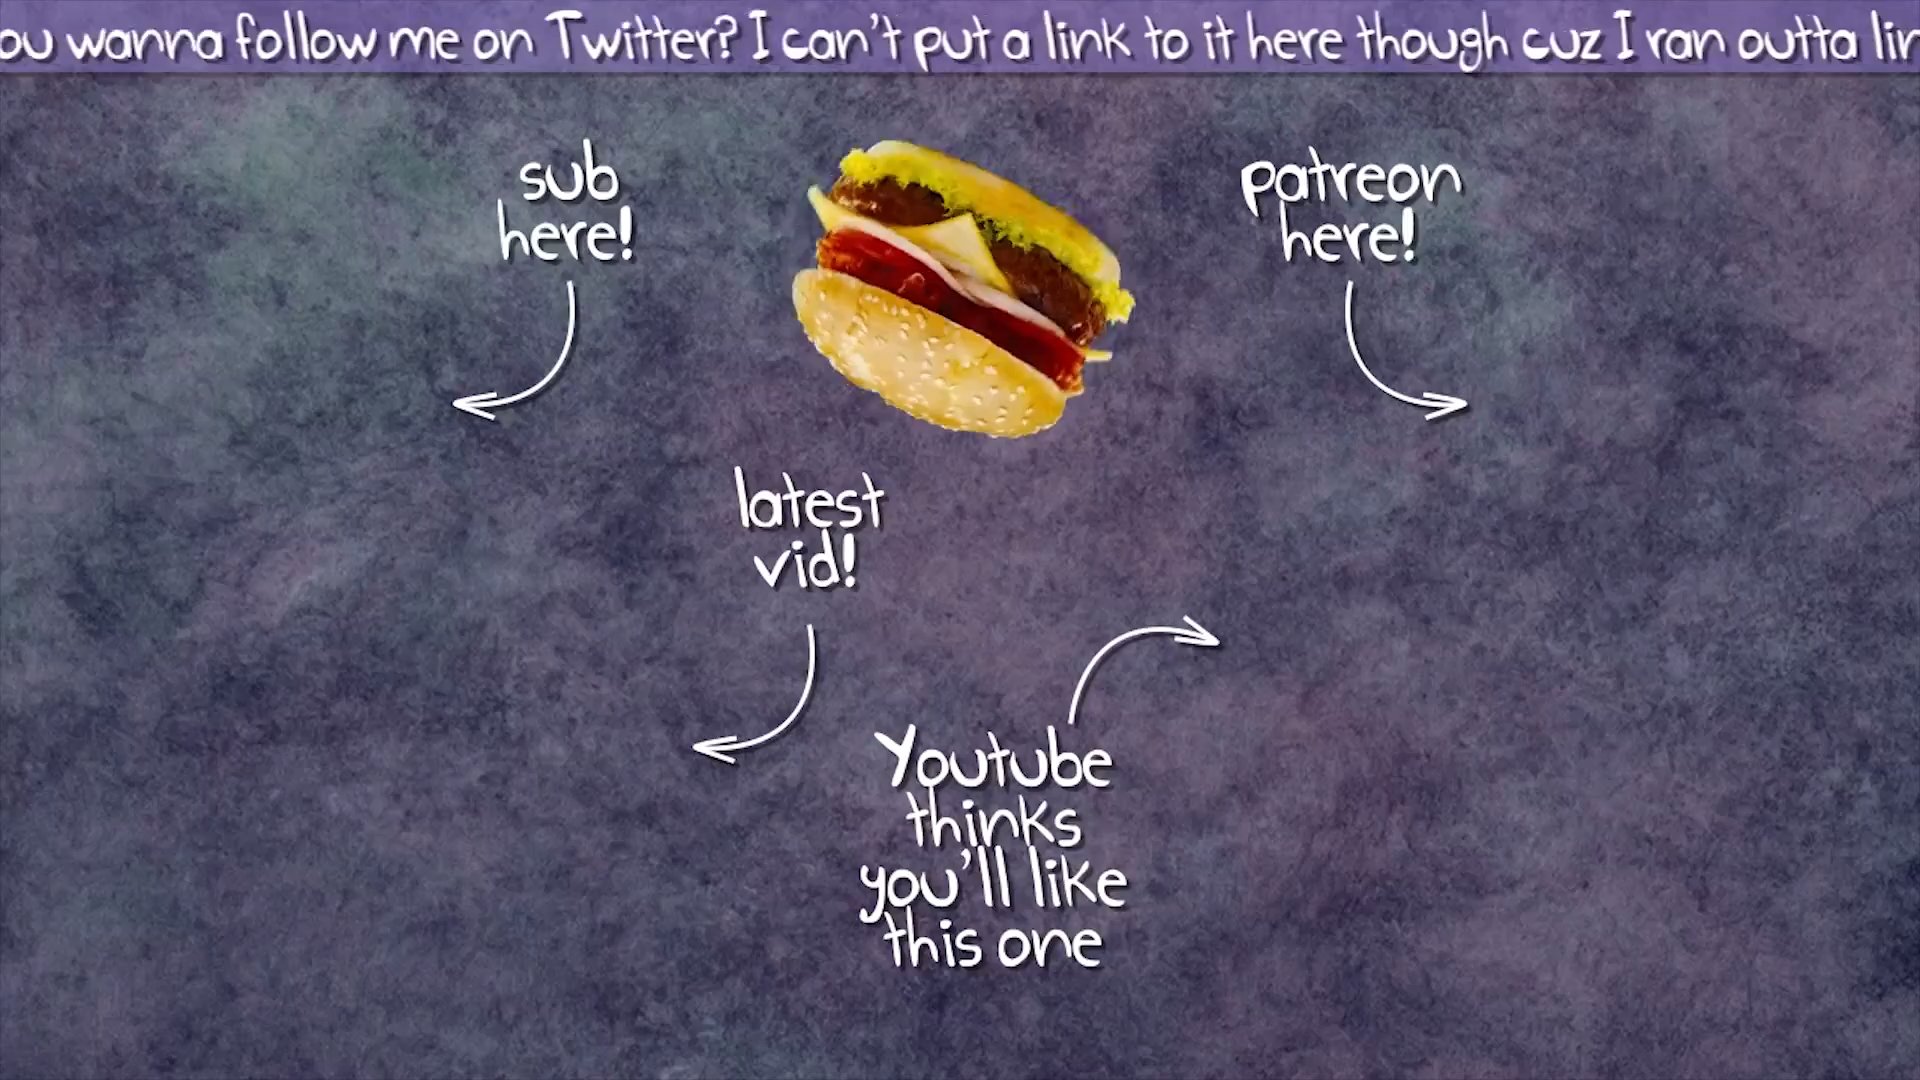 ou wanna follow me on Twitter? I can't put a link to it here though cuz I ran outta lin
sub
here!
patreon
here!
latest
vid!
Youtube
thinks
you'll like
this one